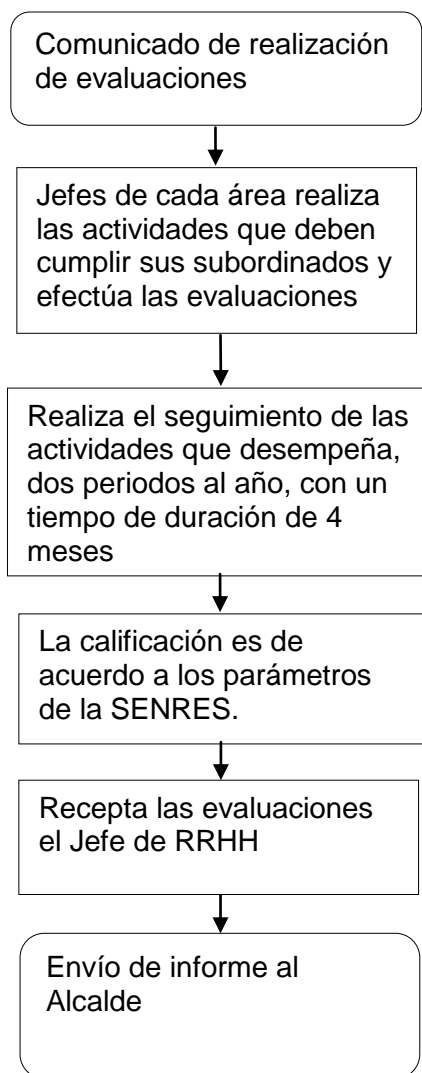 Comunicado de realización
de evaluaciones
Jefes de cada área realiza
las actividades que deben
cumplir sus subordinados y
efectúa las evaluaciones
Realiza el seguimiento de las
actividades que desempeña,
dos periodos al año, con un
tiempo de duración de 4
meses
La calificación es de
acuerdo a los parámetros
de la SENRES.
Recepta las evaluaciones
el Jefe de RRHH
Envío de informe al
Alcalde